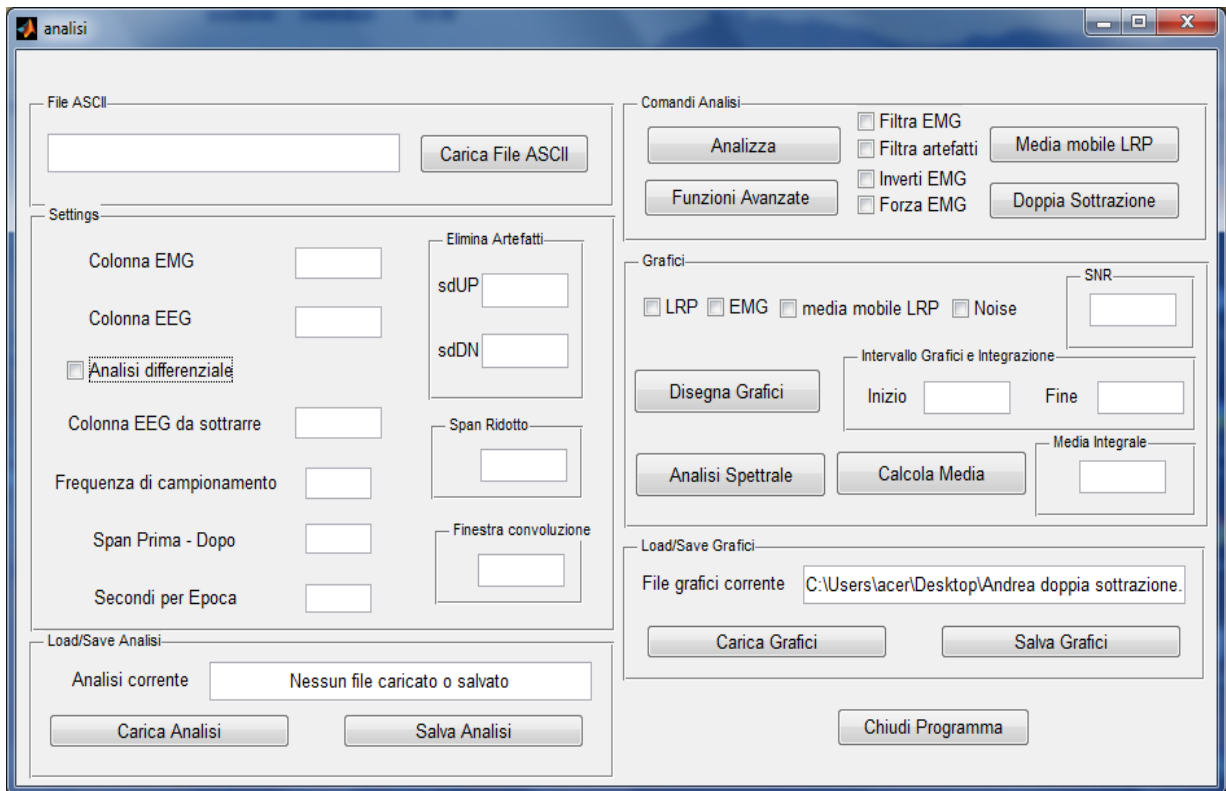 analisi
File ASCII
Carica File ASCII
Settings
Colonna EMG
Colonna EEG
Analisi differenziale
Colonna EEG da sottrarre
Frequenza di campionamento
Span Prima - Dopo
Secondi per Epoca
Elimina Artefatti
sdUP
sdDN
Span Ridotto
Finestra convoluzione
Load/Save Analisi
Analisi corrente
Nessun file caricato o salvato
Carica Analisi
Salva Analisi
Comandi Analisi
Analizza
Funzioni Avanzate
Filtra EMG
Filtra artefatti
Inverti EMG
Forza EMG
Media mobile LRP
Doppia Sottrazione
Grafici
LRP
EMG
media mobile LRP
Noise
SNR
Disegna Grafici
Intervallo Grafici e Integrazione
Inizio
Fine
Analisi Spettrale
Calcola Media
Media Integrale
Load/Save Grafici
File grafici corrente
C:\Users\acer\Desktop\Andrea doppia sottrazione.
Carica Grafici
Salva Grafici
Chiudi Programma